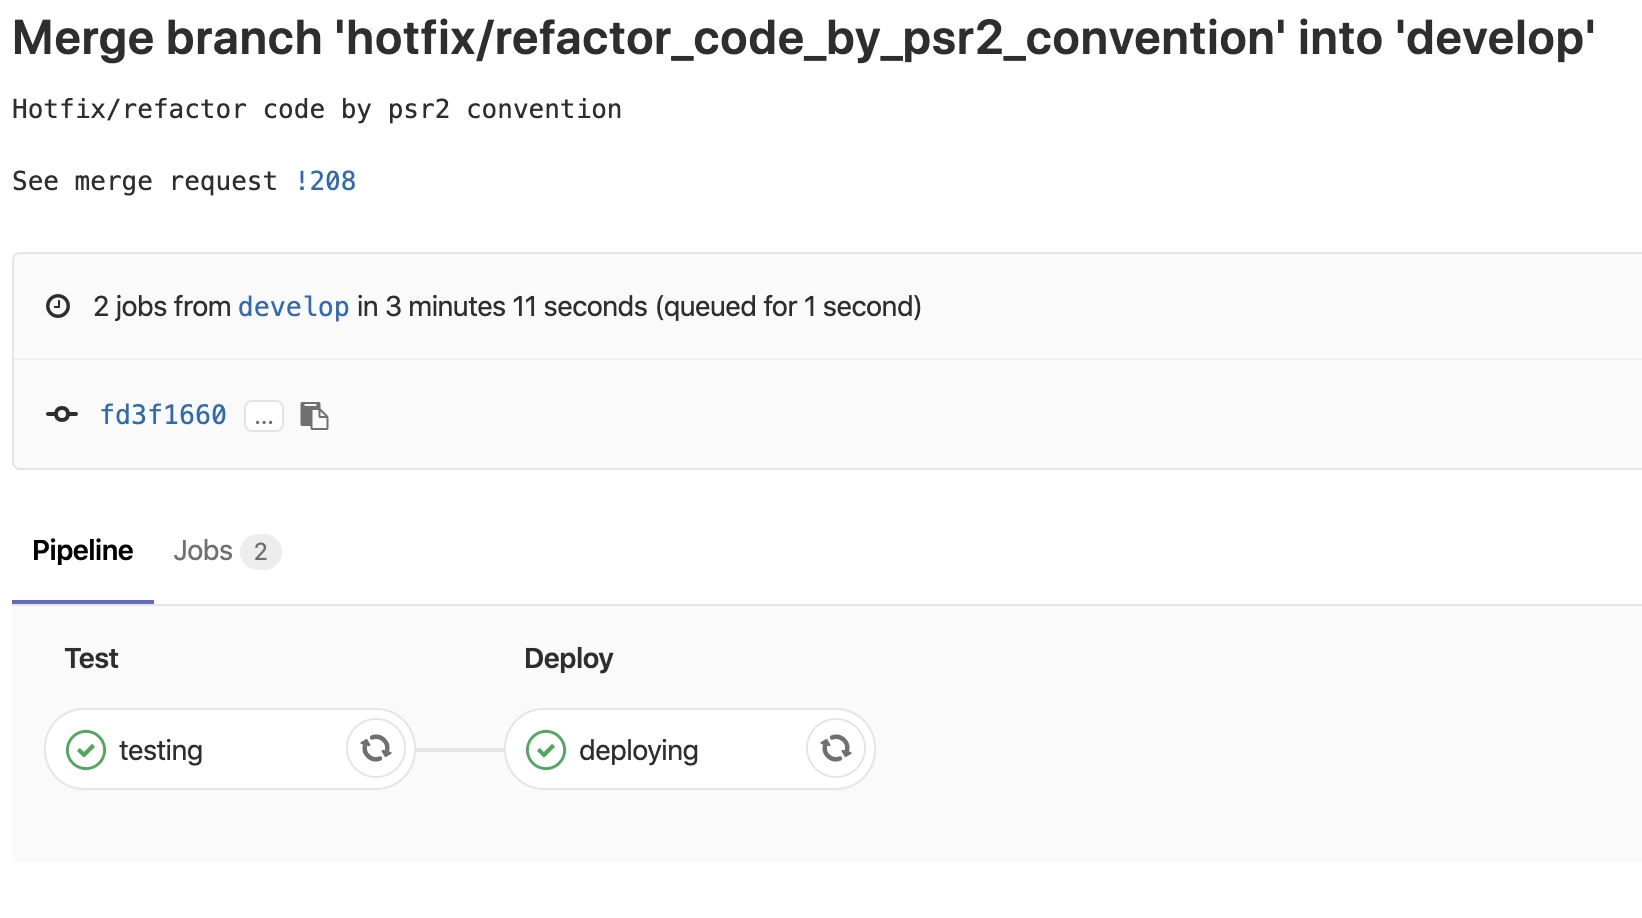 Merge branch 'hotfix/refactor_code_by_psr2_convention' into 'develop'
Hotfix/refactor code by psr2 convention
See merge request !208
2 jobs from develop in 3 minutes 11 seconds (queued for 1 second)
fd3f1660 ...
Pipeline Jobs 2
Test Deploy
testing deploying